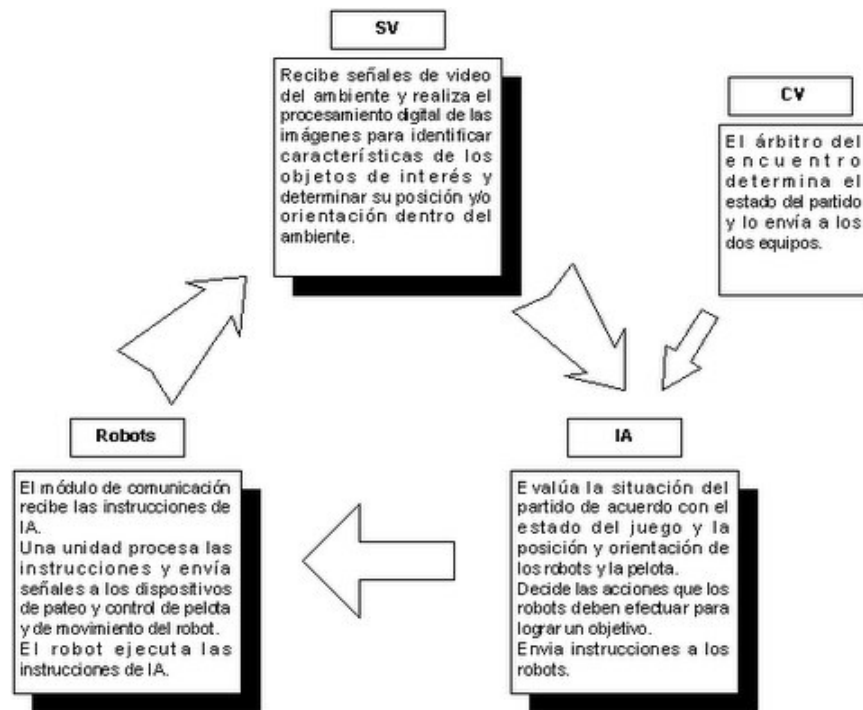 SV
Recibe señales de video
del ambiente y realiza el
procesamiento digital de las
imágenes para identificar
características de los
objetos de interés y
determinar su posición y/o
orientación dentro del
ambiente.
CV
El árbitro del
encuentro
determina el
estado del partido
y lo envía a los
dos equipos.
Robots
El módulo de comunicación
recibe las instrucciones de
IA.
Una unidad procesa las
instrucciones y envía
señales a los dispositivos
de pateo y control de pelota
y de movimiento del robot.
El robot ejecuta las
instrucciones de IA.
IA
Evalúa la situación del
partido de acuerdo con el
estado del juego y la
posición y orientación de
los robots y la pelota.
Decide las acciones que los
robots deben efectuar para
lograr un objetivo.
Envia instrucciones a los
robots.